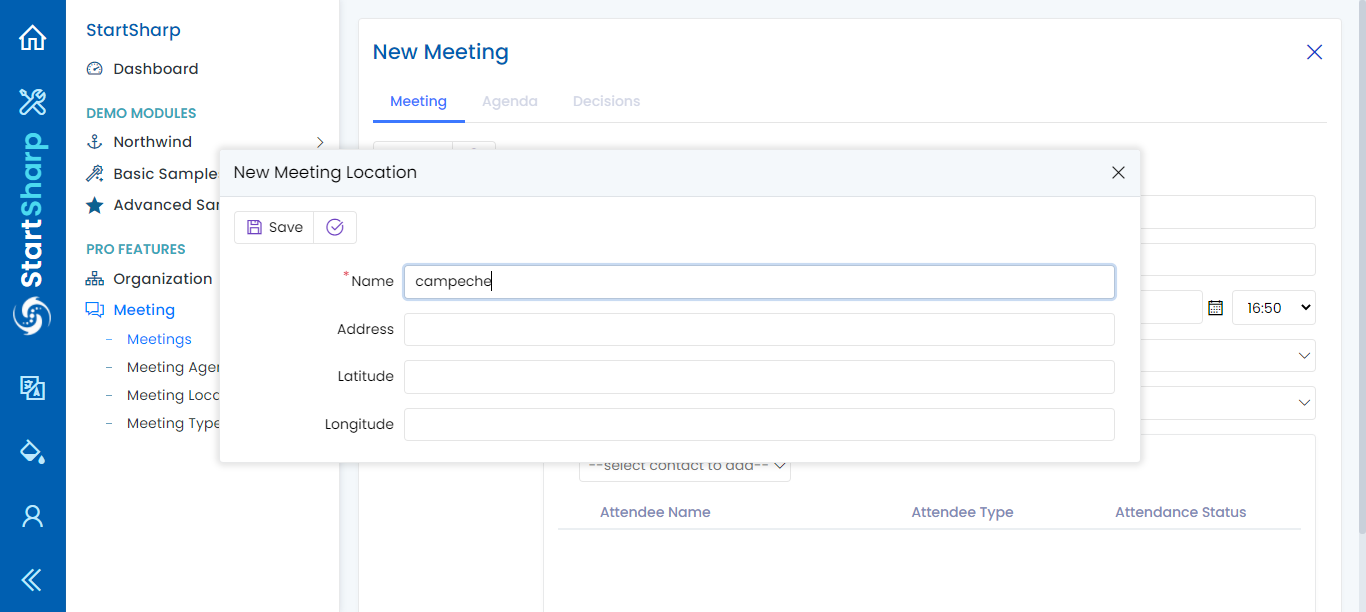 StartSharp
StartSharp
Dashboard
DEMO MODULES
Northwind
Basic Sample
Advanced Sar
PRO FEATURES
Organization
Meeting
Meetings
Meeting Agen
Meeting Loca
Meeting Type
New Meeting
Meeting Agenda Decisions
New Meeting Location
Save
*Name campeche
Address
Latitude
Longitude
16:50
--select contact to add--
Attendee Name Attendee Type Attendance Status